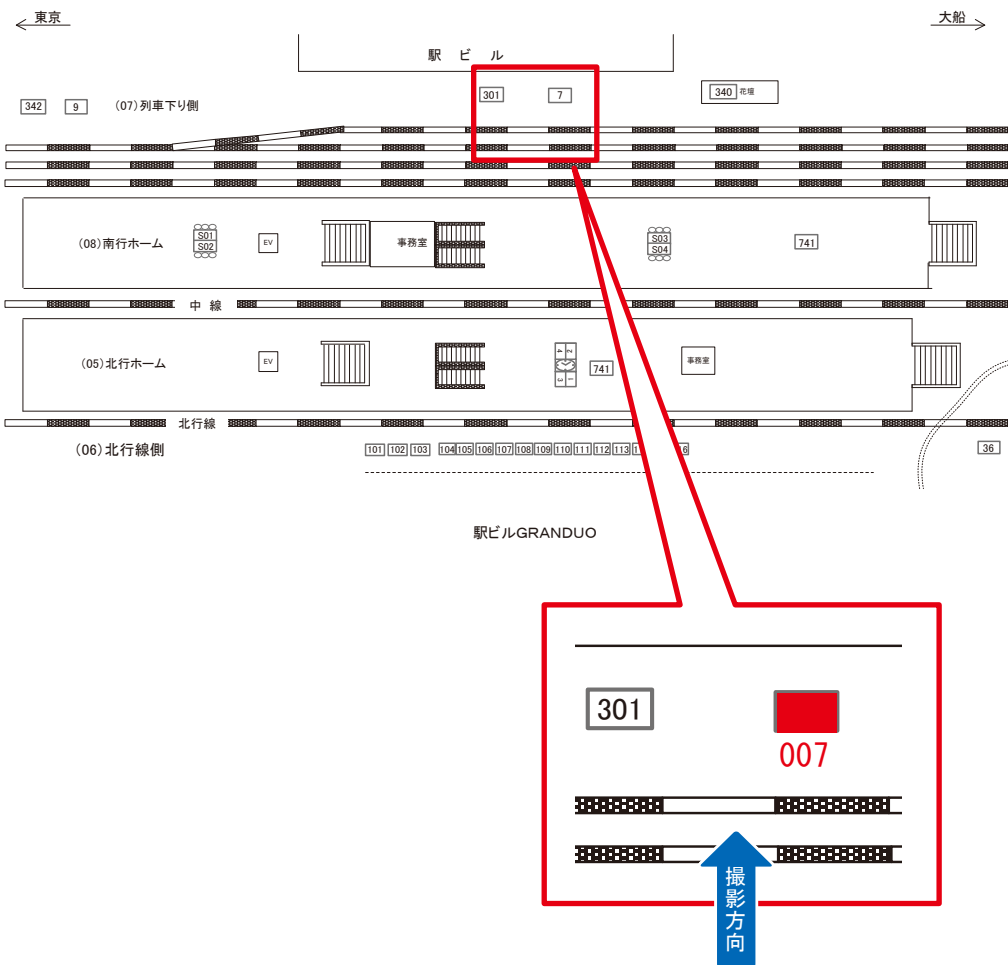 東京
大船
駅ビル
301
7
340 花壇
342
9
(07)列車下り側
(08)南行ホーム
S01
S02
EV
事務室
S03
S04
741
中線
(05)北行ホーム
EV
4 2
3 1
741
事務室
北行線
(06)北行線側
101 102 103 104 105 106 107 108 109 110 111 112 113
36
駅ビルGRANDUO
301
007
撮影方向